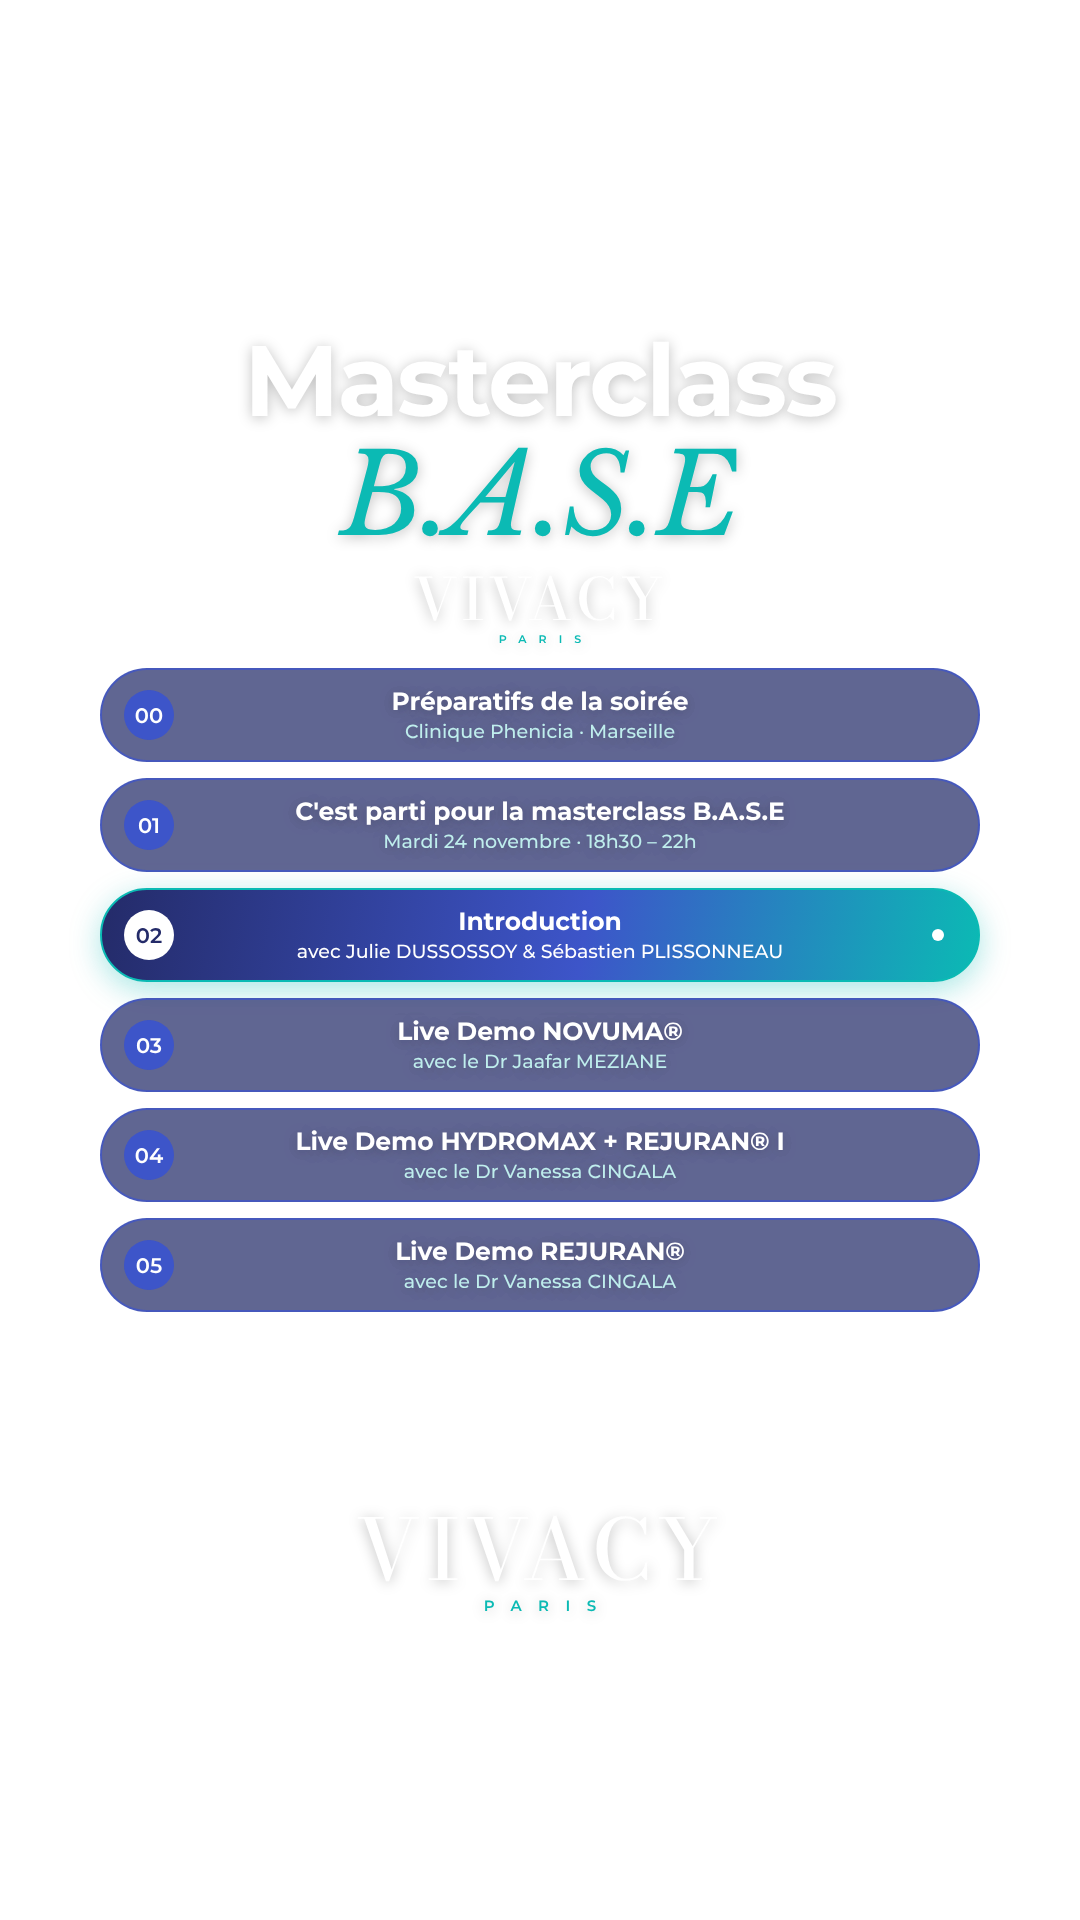 Masterclass
B.A.S.E
VIVACY
PARIS
00
Préparatifs de la soirée
Clinique Phenicia · Marseille
01
C'est parti pour la masterclass B.A.S.E
Mardi 24 novembre · 18h30 – 22h
02
Introduction
avec Julie DUSSOSSOY & Sébastien PLISSONNEAU
03
Live Demo NOVUMA®
avec le Dr Jaafar MEZIANE
04
Live Demo HYDROMAX + REJURAN® I
avec le Dr Vanessa CINGALA
05
Live Demo REJURAN®
avec le Dr Vanessa CINGALA
VIVACY
PARIS